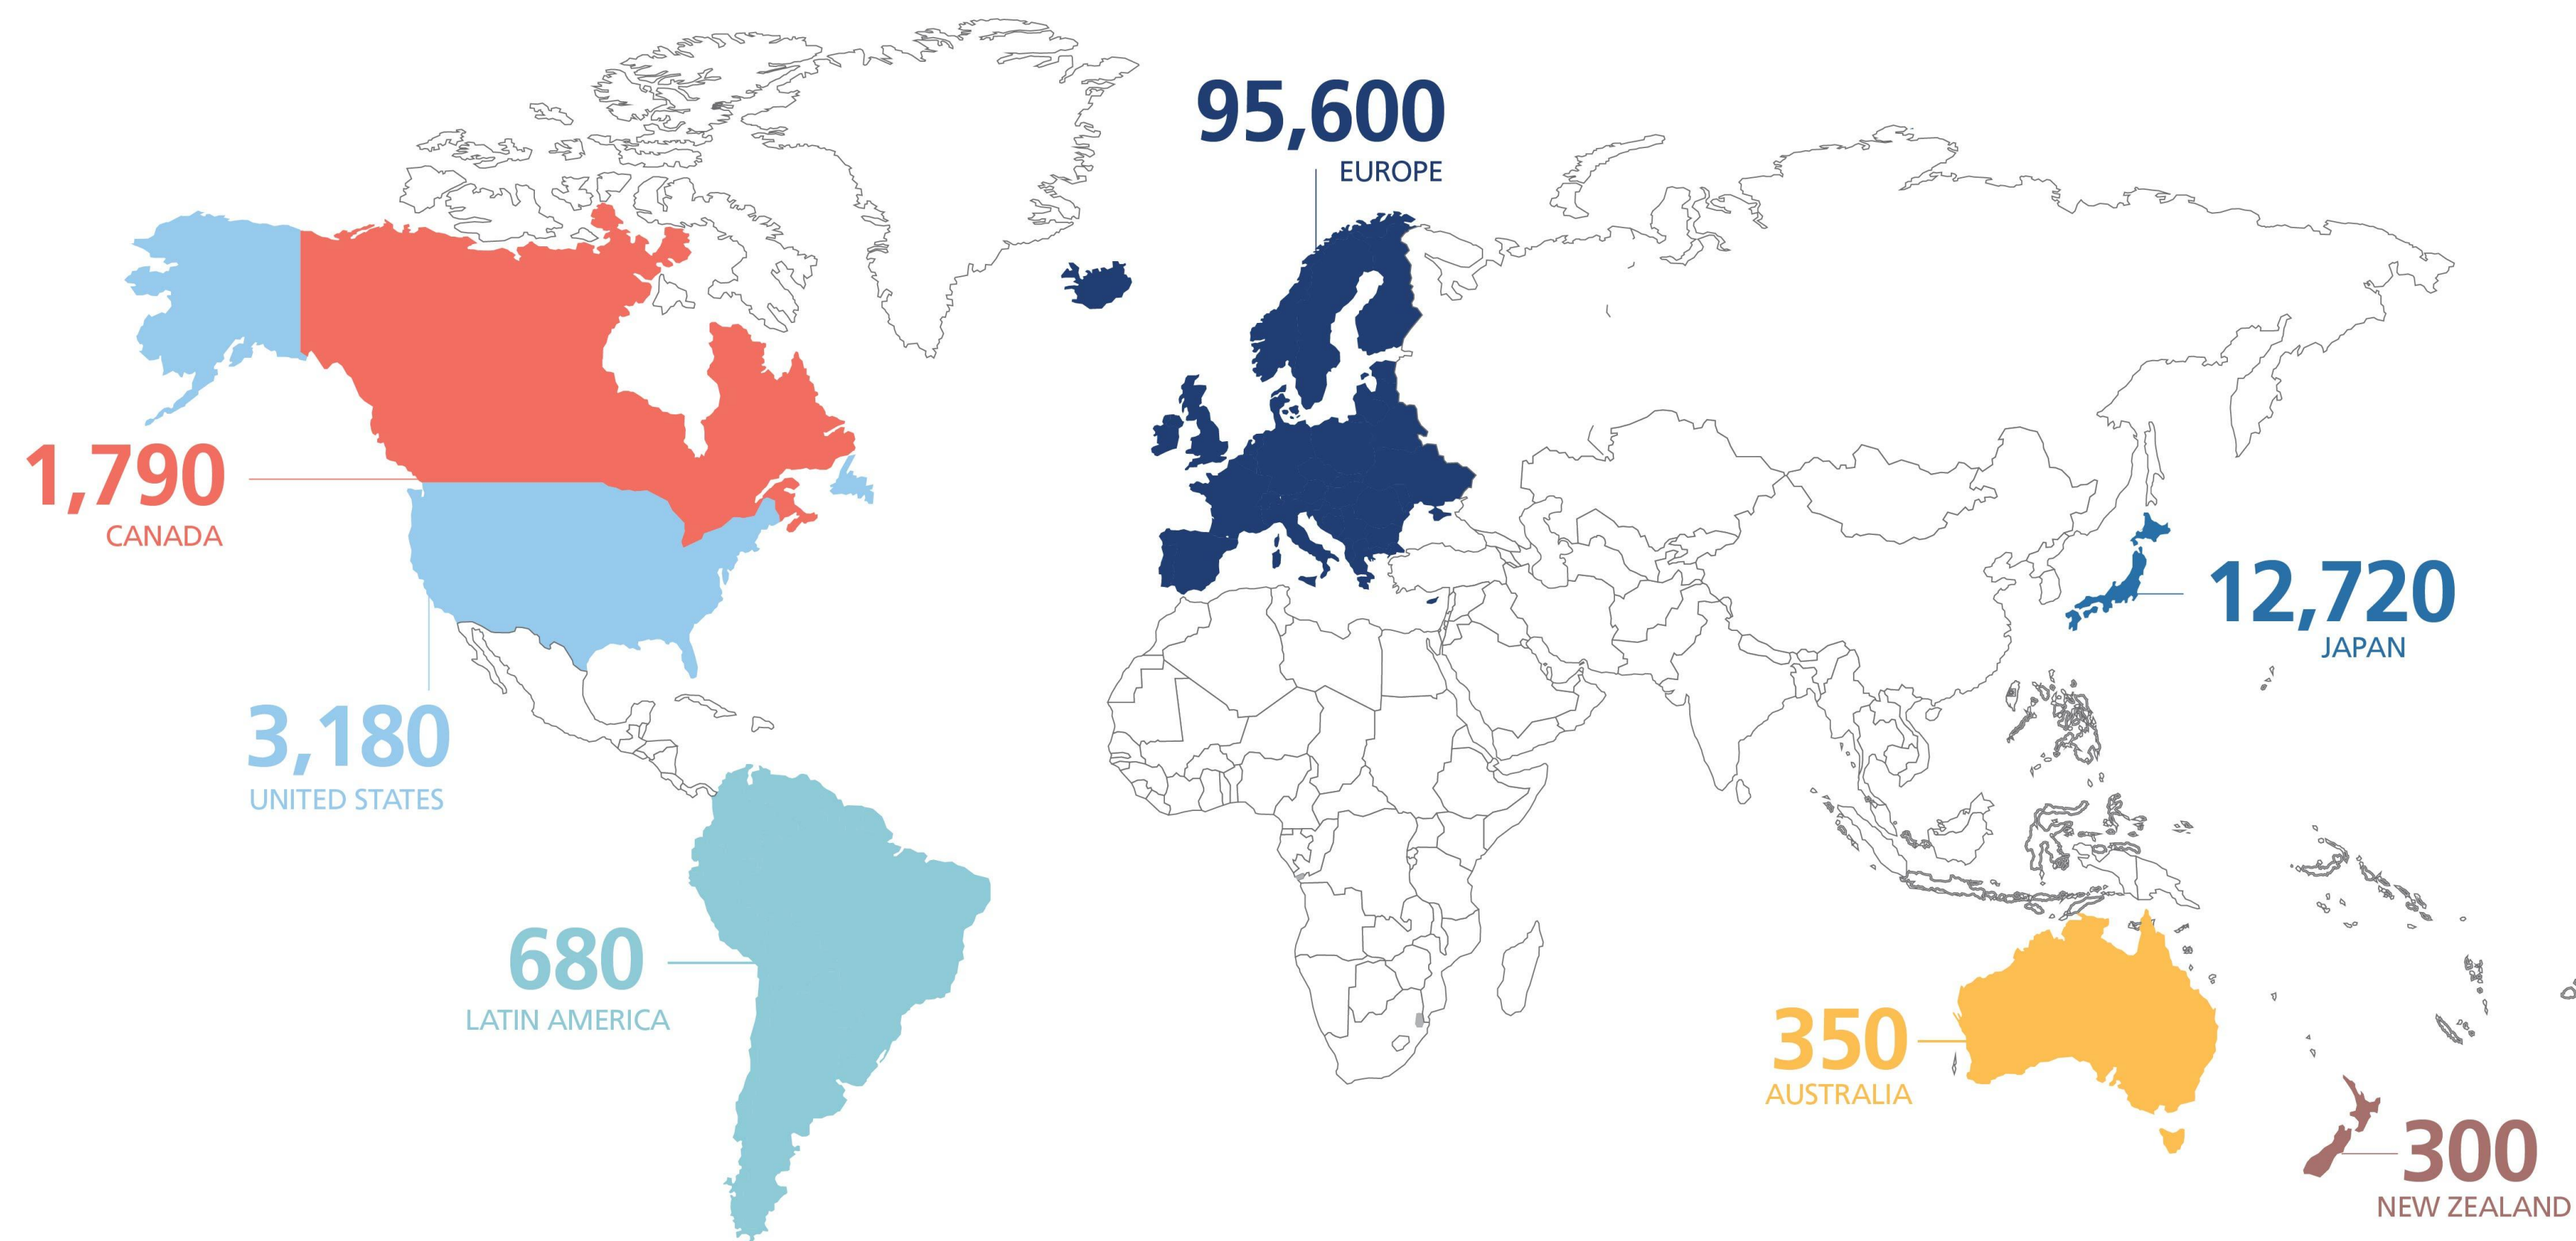 95,600
EUROPE
1,790
CANADA
12,720
JAPAN
3,180
UNITED STATES
680
LATIN AMERICA
350
AUSTRALIA
300
NEW ZEALAND